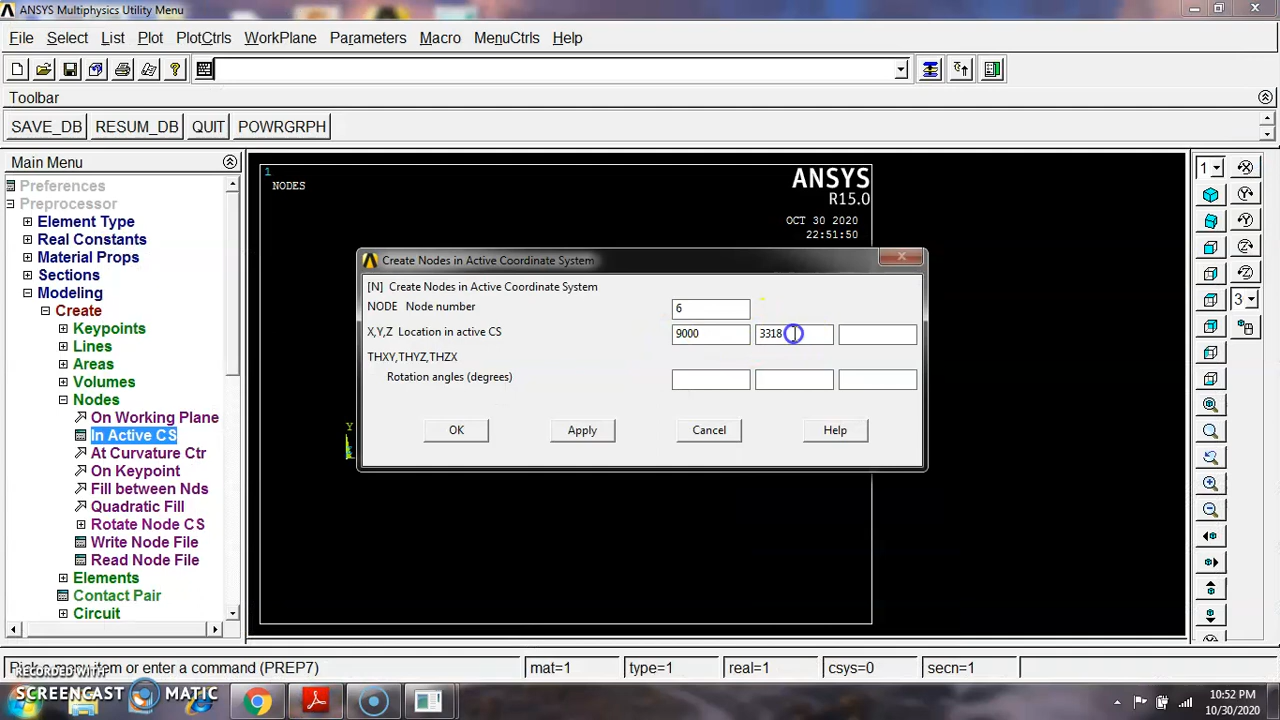 ANSYS Multiphysics Utility Menu
File Select List Plot PlotCtrls WorkPlane Parameters Macro MenuCtrls Help
Toolbar
SAVE_DB RESUM_DB QUIT POWRGRPH
Main Menu
Preferences
Preprocessor
Element Type
Real Constants
Material Props
Sections
Modeling
Create
Keypoints
Lines
Areas
Volumes
Nodes
On Working Plane
In Active CS
At Curvature Ctr
On Keypoint
Fill between Nds
Quadratic Fill
Rotate Node CS
Write Node File
Read Node File
Elements
Contact Pair
Circuit
1
NODES
ANSYS
R15.0
OCT 30 2020
22:51:50
Y
Create Nodes in Active Coordinate System
[N] Create Nodes in Active Coordinate System
NODE Node number 6
X,Y,Z Location in active CS 9000 3318
THXY,THYZ,THZX
Rotation angles (degrees)
OK Apply Cancel Help
1
3
item or enter a command (PREP7) mat=1 type=1 real=1 csys=0 secn=1
RECORDED WITH
SCREENCAST MATIC
10:52 PM
10/30/2020